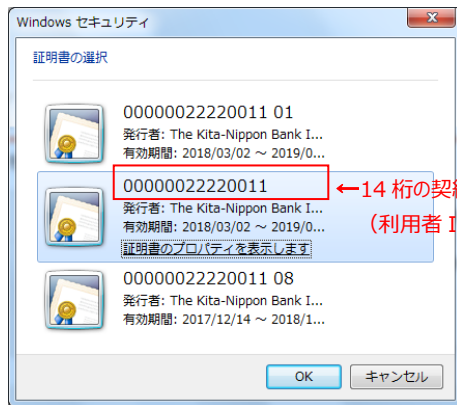 Windows セキュリティ
証明書の選択
00000022220011 01
発行者: The Kita-Nippon Bank I...
有効期間: 2018/03/02 ～ 2019/0...
00000022220011
←14 桁の契
発行者: The Kita-Nippon Bank I...
有効期間: 2018/03/02 ～ 2019/0...
（利用者 I
証明書のプロパティを表示します
00000022220011 08
発行者: The Kita-Nippon Bank I...
有効期間: 2017/12/14 ～ 2018/1...
OK
キャンセル